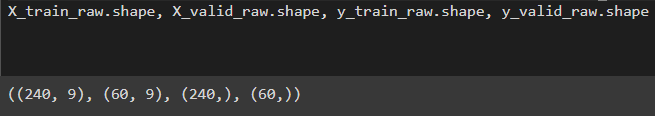 X_train_raw.shape, X_valid_raw.shape, y_train_raw.shape, y_valid_raw.shape
((240, 9), (60, 9), (240,), (60,))